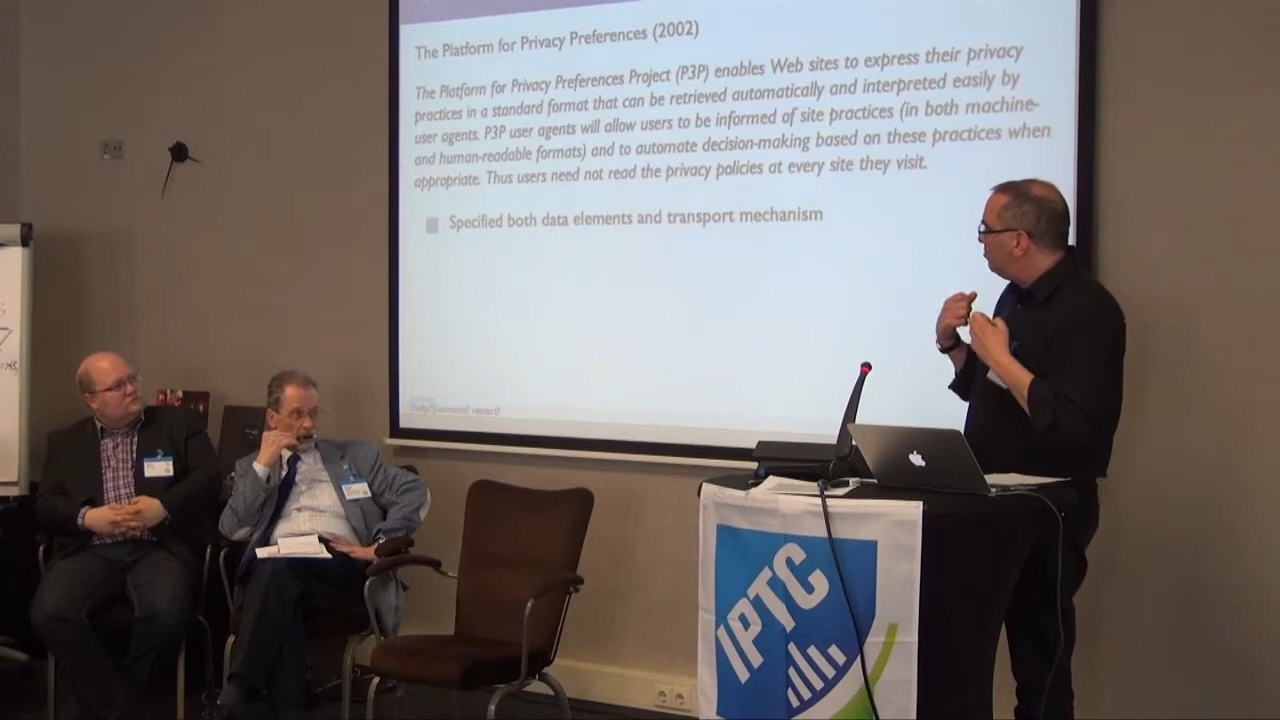 The Platform for Privacy Preferences (2002)
The Platform for Privacy Preferences Project (P3P) enables Web sites to express their privacy
practices in a standard format that can be retrieved automatically and interpreted easily by
user agents. P3P user agents will allow users to be informed of site practices (in both machine-
and human-readable formats) and to automate decision-making based on these practices when
appropriate. Thus users need not read the privacy policies at every site they visit.
Specified both data elements and transport mechanism
IPTC